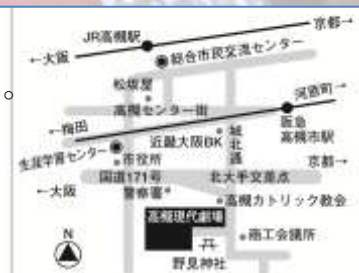 京都→
JR高槻駅
←大阪
総合市民交流センター
松坂屋
河原町→
高槻センター街
←梅田
阪急
高槻市駅
近畿大阪BK
城北通
生涯学習センター
市役所
京都→
国道171号
北大手交差点
←大阪
警察署
高槻カトリック教会
高槻現代劇場
N
商工会議所
野見神社